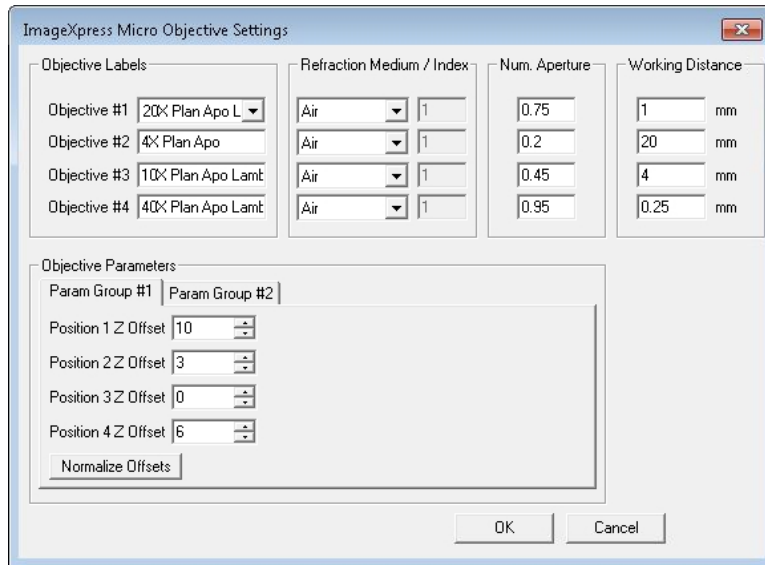 ImageXpress Micro Objective Settings
Objective Labels Refraction Medium / Index Num. Aperture Working Distance
Objective #1 20X Plan Apo L Air 1 0.75 1 mm
Objective #2 4X Plan Apo Air 1 0.2 20 mm
Objective #3 10X Plan Apo Lamb Air 1 0.45 4 mm
Objective #4 40X Plan Apo Lamb Air 1 0.95 0.25 mm
Objective Parameters
Param Group #1 Param Group #2
Position 1 Z Offset 10
Position 2 Z Offset 3
Position 3 Z Offset 0
Position 4 Z Offset 6
Normalize Offsets
OK Cancel